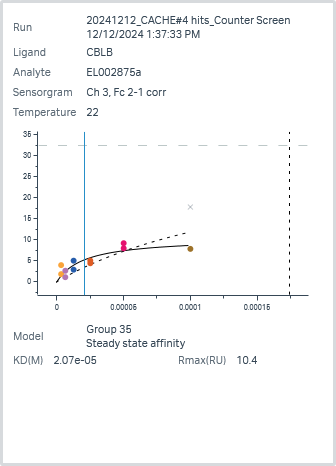 Run 20241212_CACHE#4 hits_Counter Screen
12/12/2024 1:37:33 PM
Ligand CBLB
Analyte EL002875a
Sensorgram Ch 3, Fc 2-1 corr
Temperature 22
35
30
25
20
15
10
5
0
0 0.00005 0.0001 0.00015
Model Group 35
Steady state affinity
KD(M) 2.07e-05 Rmax(RU) 10.4